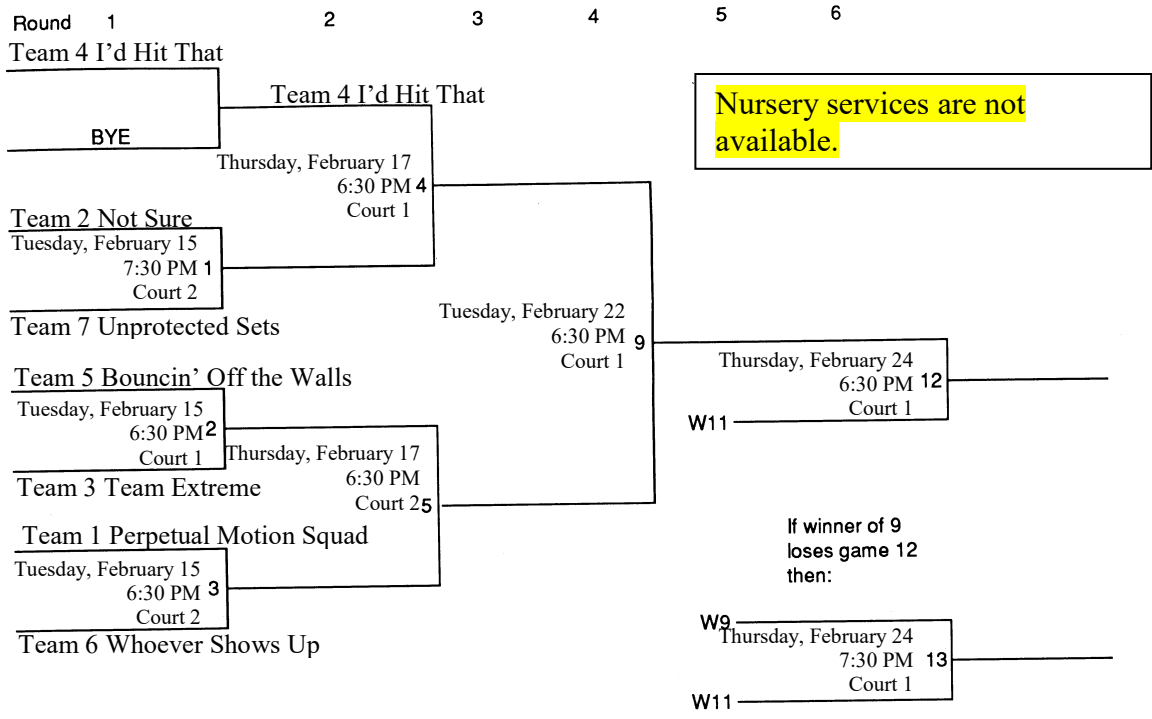 Round 1 2 3 4 5 6
Team 4 I'd Hit That
BYE
Team 4 I'd Hit That
Nursery services are not
available.
Thursday, February 17
6:30 PM 4
Court 1
Team 2 Not Sure
Tuesday, February 15
7:30 PM 1
Court 2
Team 7 Unprotected Sets
Tuesday, February 22
6:30 PM 9
Court 1
Team 5 Bouncin' Off the Walls
Tuesday, February 15
6:30 PM 2
Court 1
Team 3 Team Extreme
Thursday, February 17
6:30 PM
Court 2 5
Team 1 Perpetual Motion Squad
Tuesday, February 15
6:30 PM 3
Court 2
Team 6 Whoever Shows Up
Thursday, February 24
6:30 PM 12
Court 1
W11
If winner of 9
loses game 12
then:
W9
Thursday, February 24
7:30 PM 13
Court 1
W11